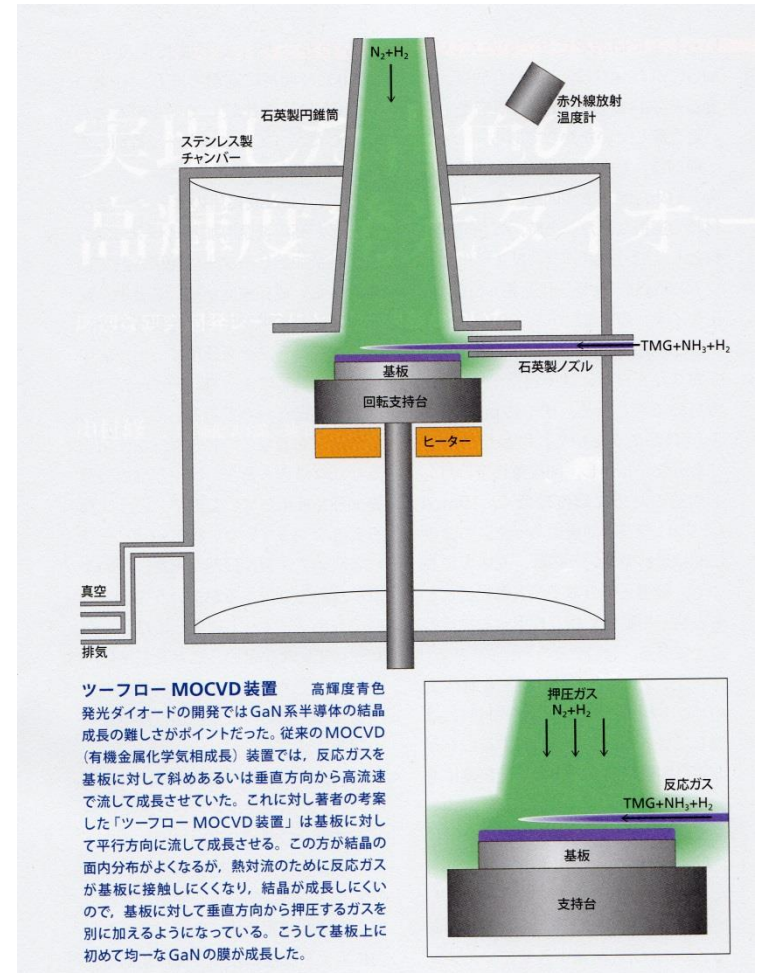 N₂+H₂
赤外線放射
温度計
石英製円錐筒
ステンレス製
チャンバー
TMG+NH₃+H₂
石英製ノズル
基板
回転支持台
ヒーター
真空
排気
ツーフロー MOCVD 装置 高輝度青色
発光ダイオードの開発ではGaN系半導体の結晶
成長の難しさがポイントだった。従来のMOCVD
(有機金属化学気相成長) 装置では,反応ガスを
基板に対して斜めあるいは垂直方向から高流速
で流して成長させていた。これに対し著者の考案
した「ツーフロー MOCVD 装置」は基板に対し
て平行方向に流して成長させる。この方が結晶の
面内分布がよくなるが,熱対流のために反応ガス
が基板に接触しにくくなり,結晶が成長しにくい
ので,基板に対して垂直方向から押圧するガスを
別に加えるようになっている。こうして基板上に
初めて均一なGaNの膜が成長した。
押圧ガス
N₂+H₂
反応ガス
TMG+NH₃+H₂
基板
支持台